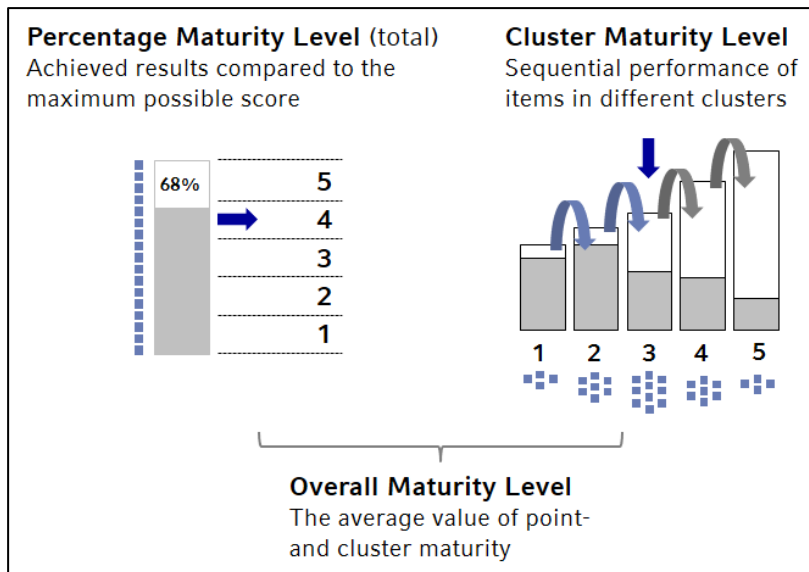 Percentage Maturity Level (total)
Achieved results compared to the
maximum possible score
68%
5
4
3
2
1
Cluster Maturity Level
Sequential performance of
items in different clusters
1 2 3 4 5
Overall Maturity Level
The average value of point-
and cluster maturity